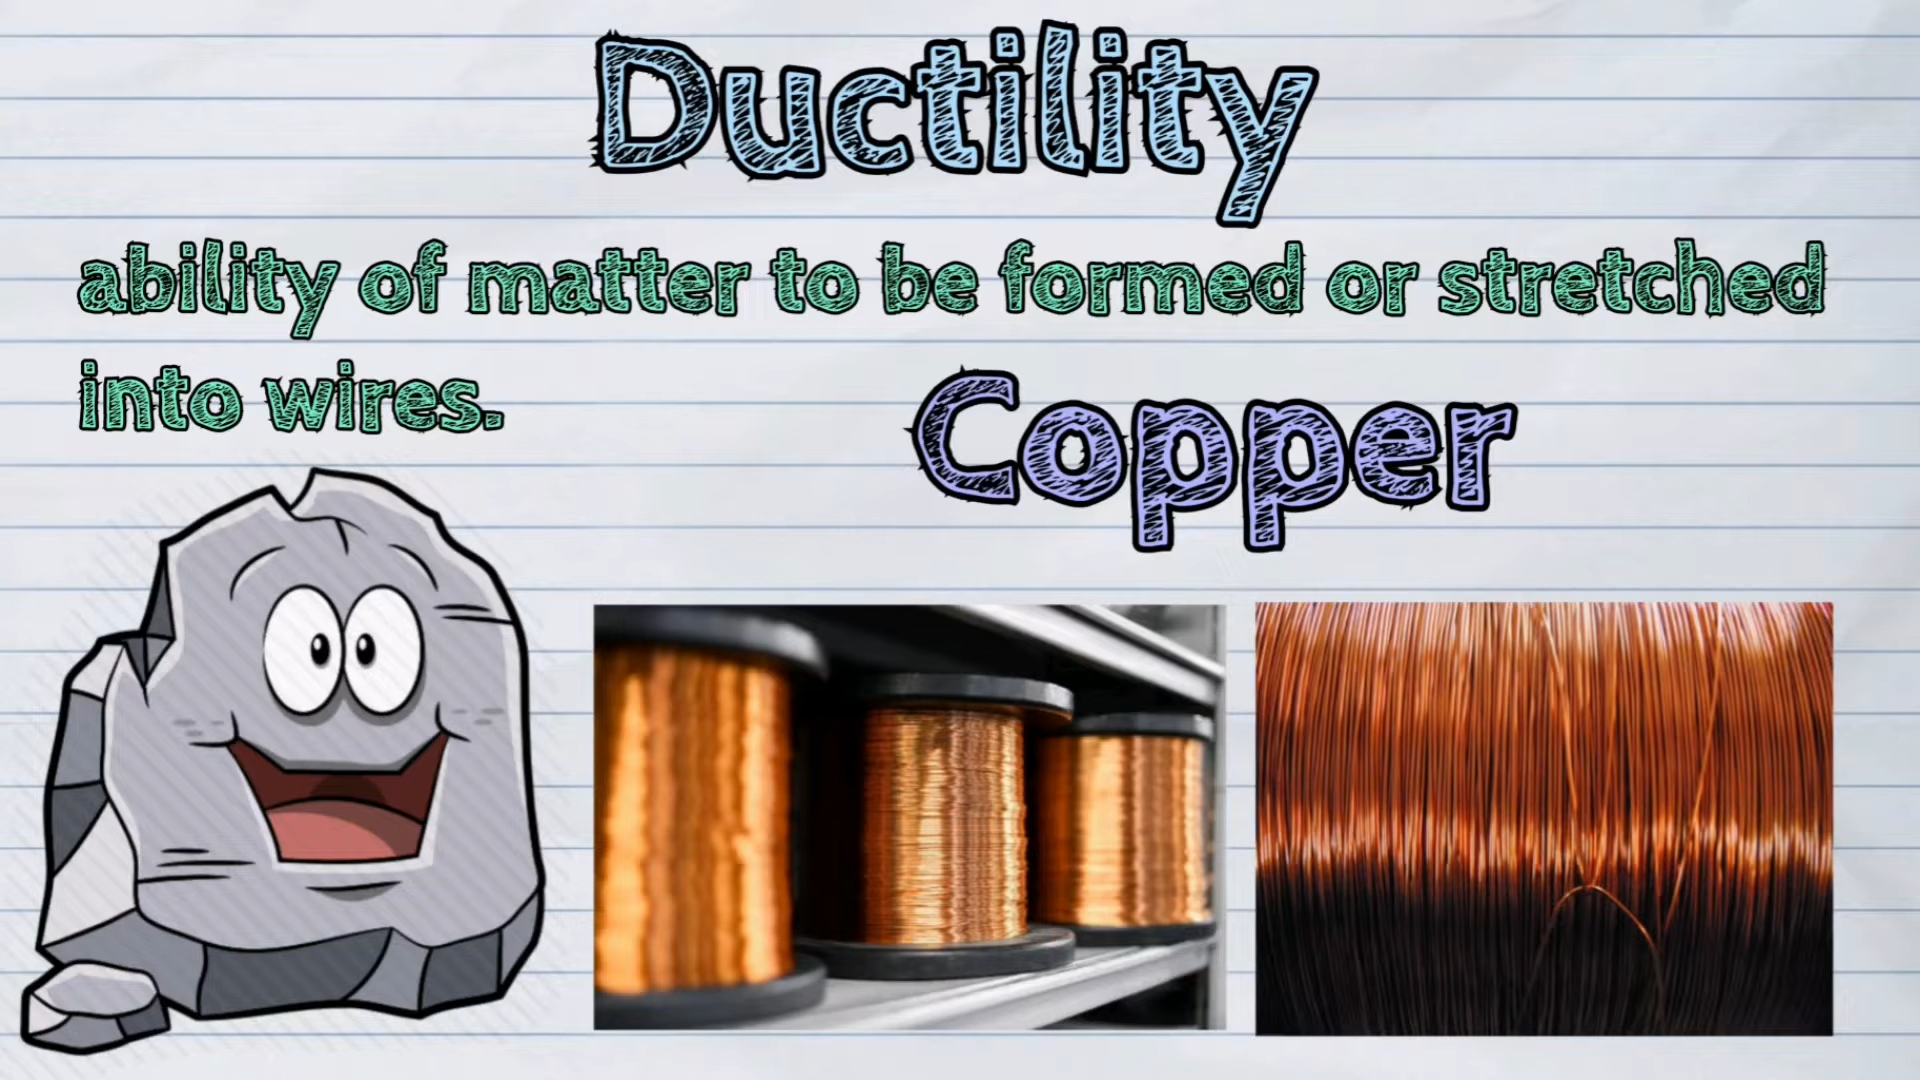 Ductility
ability of matter to be formed or stretched
into wires.
Copper